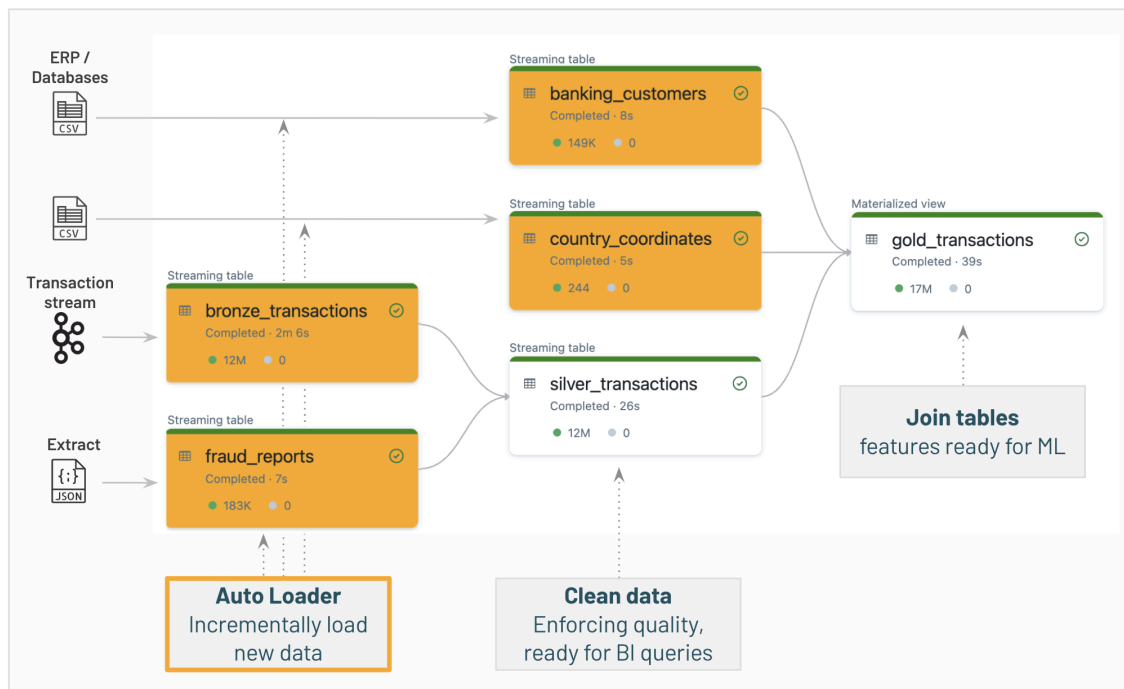 ERP /
Databases
CSV
CSV
Transaction
stream
Extract
{;}
JSON
Streaming table
banking_customers
Completed · 8s
149K 0
Streaming table
country_coordinates
Completed · 5s
244 0
Streaming table
bronze_transactions
Completed · 2m 6s
12M 0
Streaming table
fraud_reports
Completed · 7s
183K 0
Streaming table
silver_transactions
Completed · 26s
12M 0
Materialized view
gold_transactions
Completed · 39s
17M 0
Auto Loader
Incrementally load
new data
Clean data
Enforcing quality,
ready for BI queries
Join tables
features ready for ML